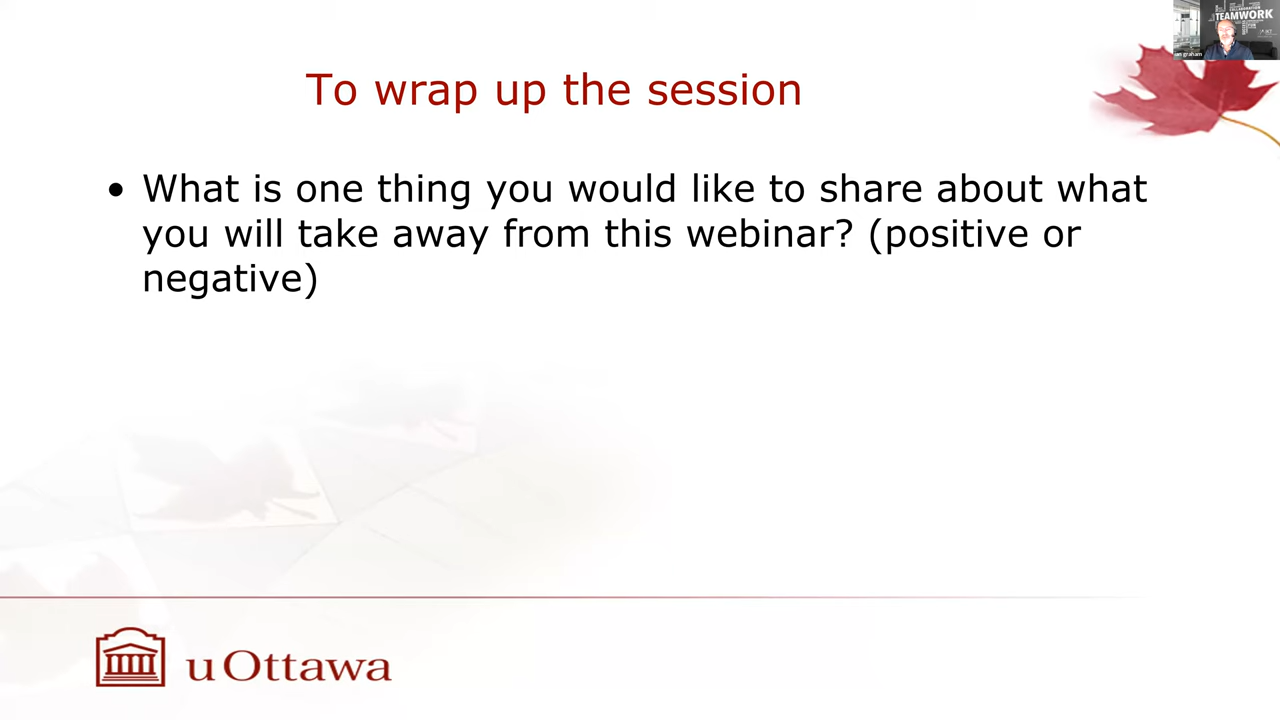 TEAMWORK
To wrap up the session
• What is one thing you would like to share about what
you will take away from this webinar? (positive or
negative)
uOttawa